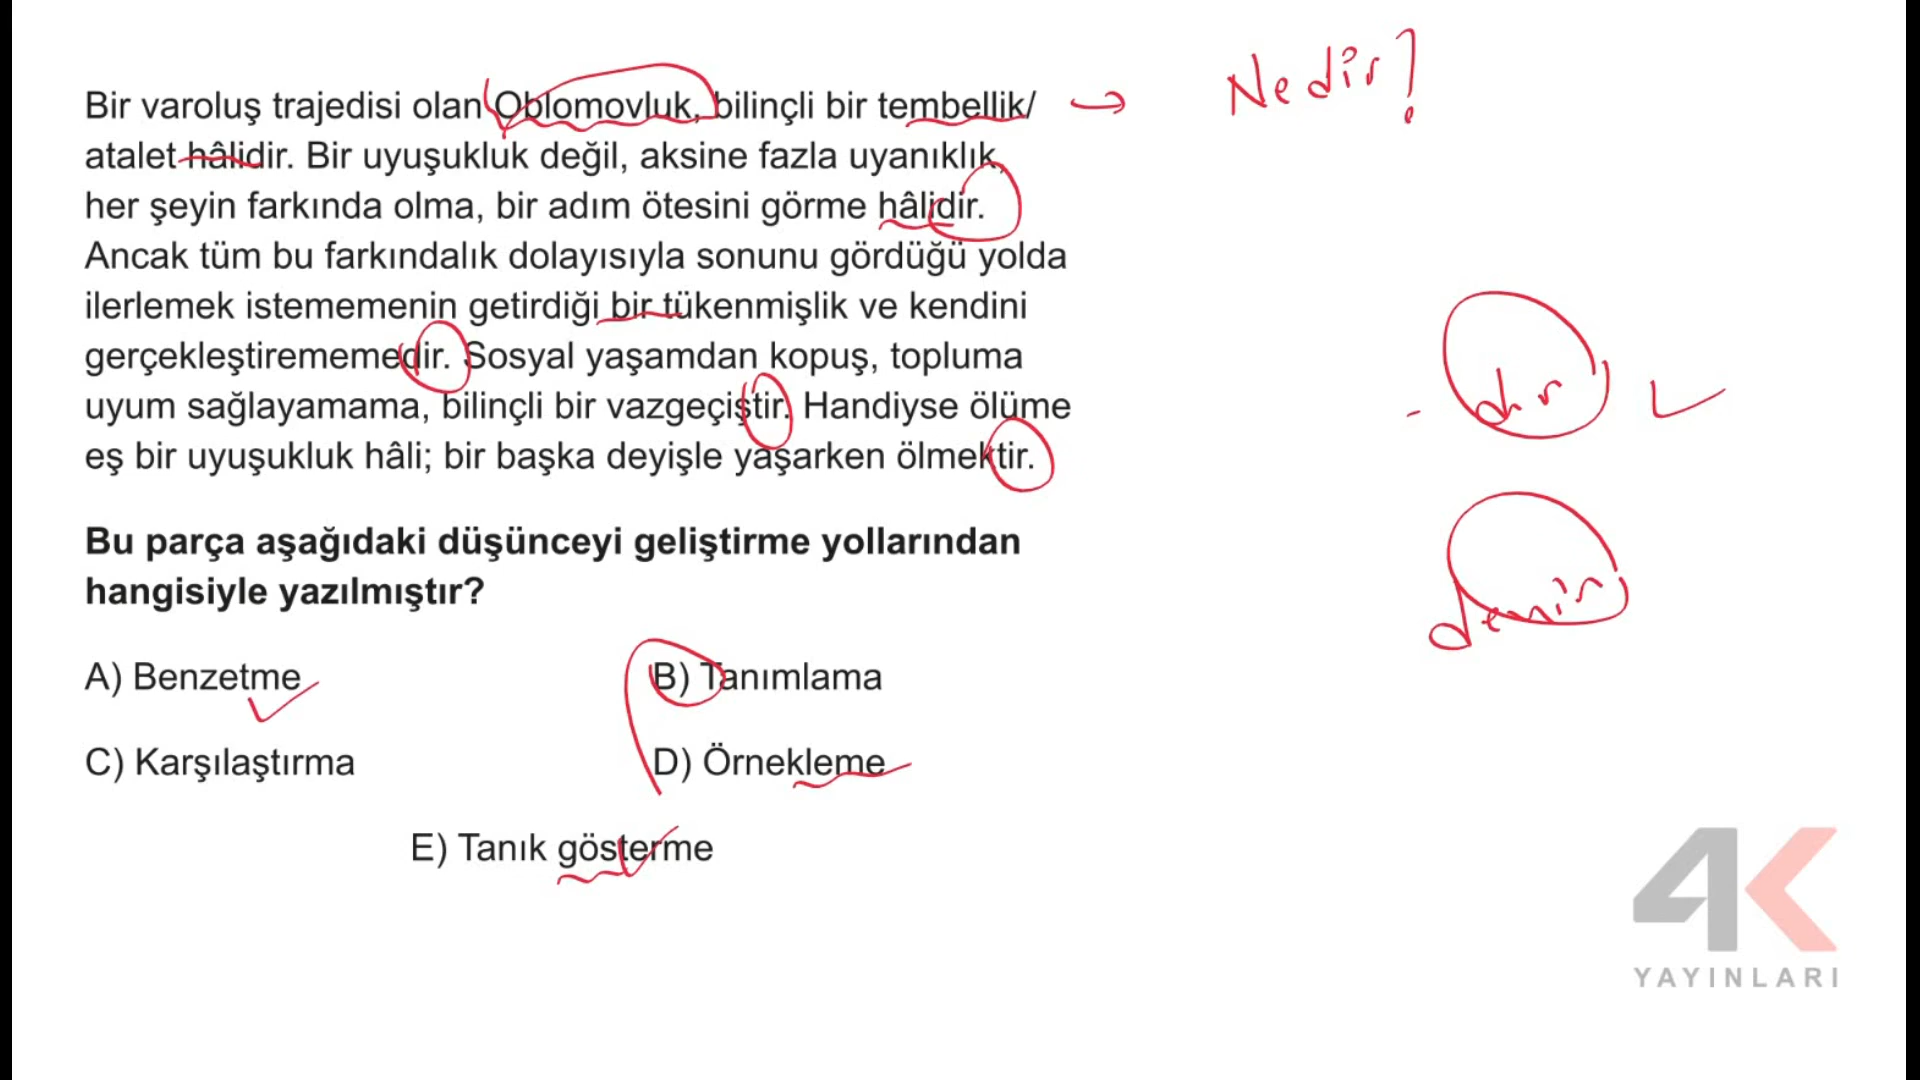 Bir varoluş trajedisi olan Oblomovluk, bilinçli bir tembellik/ Nedir?
atalet hâlidir. Bir uyuşukluk değil, aksine fazla uyanıklık,
her şeyin farkında olma, bir adım ötesini görme hâlidir.
Ancak tüm bu farkındalık dolayısıyla sonunu gördüğü yolda
ilerlemek istememenin getirdiği bir tükenmişlik ve kendini
gerçekleştirememedir. Sosyal yaşamdan kopuş, topluma
uyum sağlayamama, bilinçli bir vazgeçiştir. Handiyse ölüme
eş bir uyuşukluk hâli; bir başka deyişle yaşarken ölmektir.
- dır
denir
Bu parça aşağıdaki düşünceyi geliştirme yollarından
hangisiyle yazılmıştır?
A) Benzetme
B) Tanımlama
C) Karşılaştırma
D) Örnekleme
E) Tanık gösterme
4K
YAYINLARI